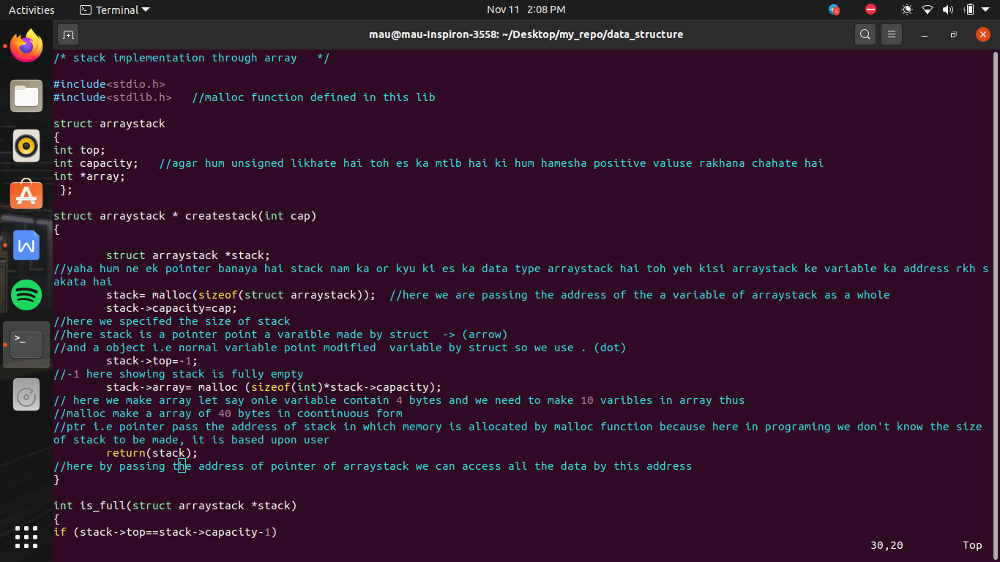 Activities
Terminal
Nov 11 2:08 PM
9
mau@mau-Inspiron-3558: ~/Desktop/my_repo/data_structure
/* stack implementation through array   */
#include<stdio.h>
#include<stdlib.h>   //malloc function defined in this lib
struct arraystack
{
int top;
int capacity;   //agar hum unsigned likhate hai toh es ka mtlb hai ki hum hamesha positive valuse rakhana chahate hai
int *array;
 };
struct arraystack * createstack(int cap)
{
        struct arraystack *stack;
//yaha hum ne ek pointer banaya hai stack nam ka or kyu ki es ka data type arraystack hai toh yeh kisi arraystack ke variable ka address rkh s
akata hai
        stack= malloc(sizeof(struct arraystack));  //here we are passing the address of the a variable of arraystack as a whole
        stack->capacity=cap;
//here we specifed the size of stack
//here stack is a pointer point a varaible made by struct  -> (arrow)
//and a object i.e normal variable point modified  variable by struct so we use . (dot)
        stack->top=-1;
//-1 here showing stack is fully empty
        stack->array= malloc (sizeof(int)*stack->capacity);
// here we make array let say onle variable contain 4 bytes and we need to make 10 varibles in array thus
//malloc make a array of 40 bytes in coontinuous form
//ptr i.e pointer pass the address of stack in which memory is allocated by malloc function because here in programing we don't know the size
of stack to be made, it is based upon user
        return(stack);
//here by passing the address of pointer of arraystack we can access all the data by this address
}
int is_full(struct arraystack *stack)
{
if (stack->top==stack->capacity-1)
30,20         Top